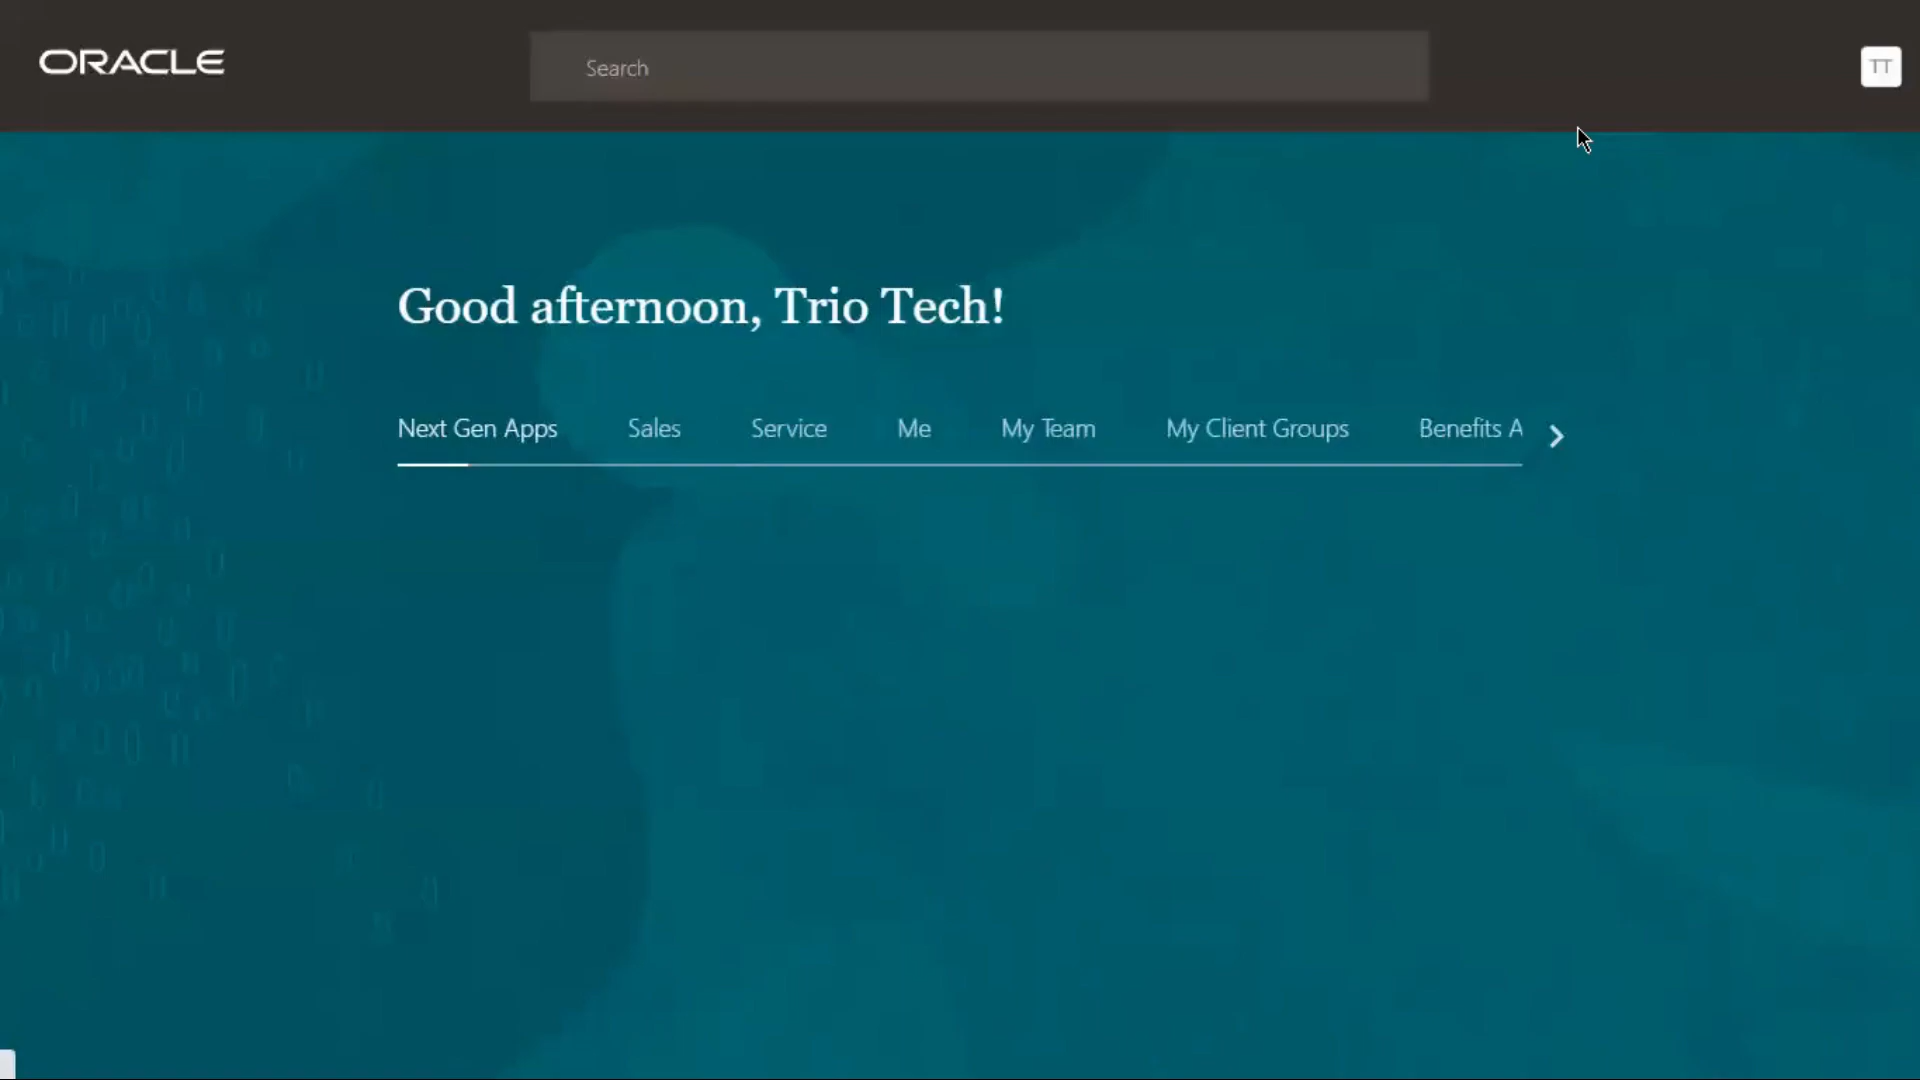 ORACLE
Search
TT
Good afternoon, Trio Tech!
Next Gen Apps Sales Service Me My Team My Client Groups Benefits A